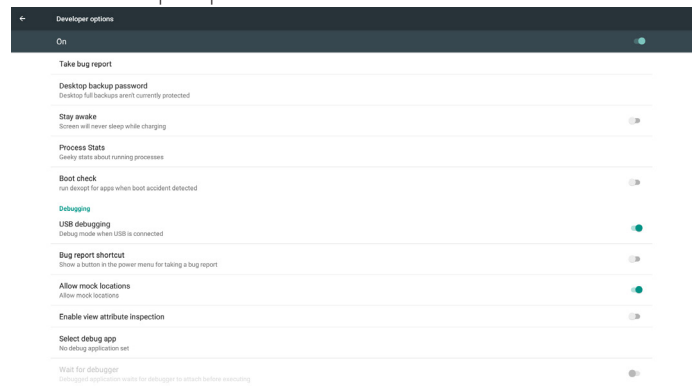 Developer options
On
Take bug report
Desktop backup password
Desktop full backups aren't currently protected
Stay awake
Screen will never sleep while charging
Process Stats
Geeky stats about running processes
Boot check
run dexopt for apps when boot accident detected
Debugging
USB debugging
Debug mode when USB is connected
Bug report shortcut
Show a button in the power menu for taking a bug report
Allow mock locations
Allow mock locations
Enable view attribute inspection
Select debug app
No debug application set
Wait for debugger
Debugged application waits for debugger to attach before executing